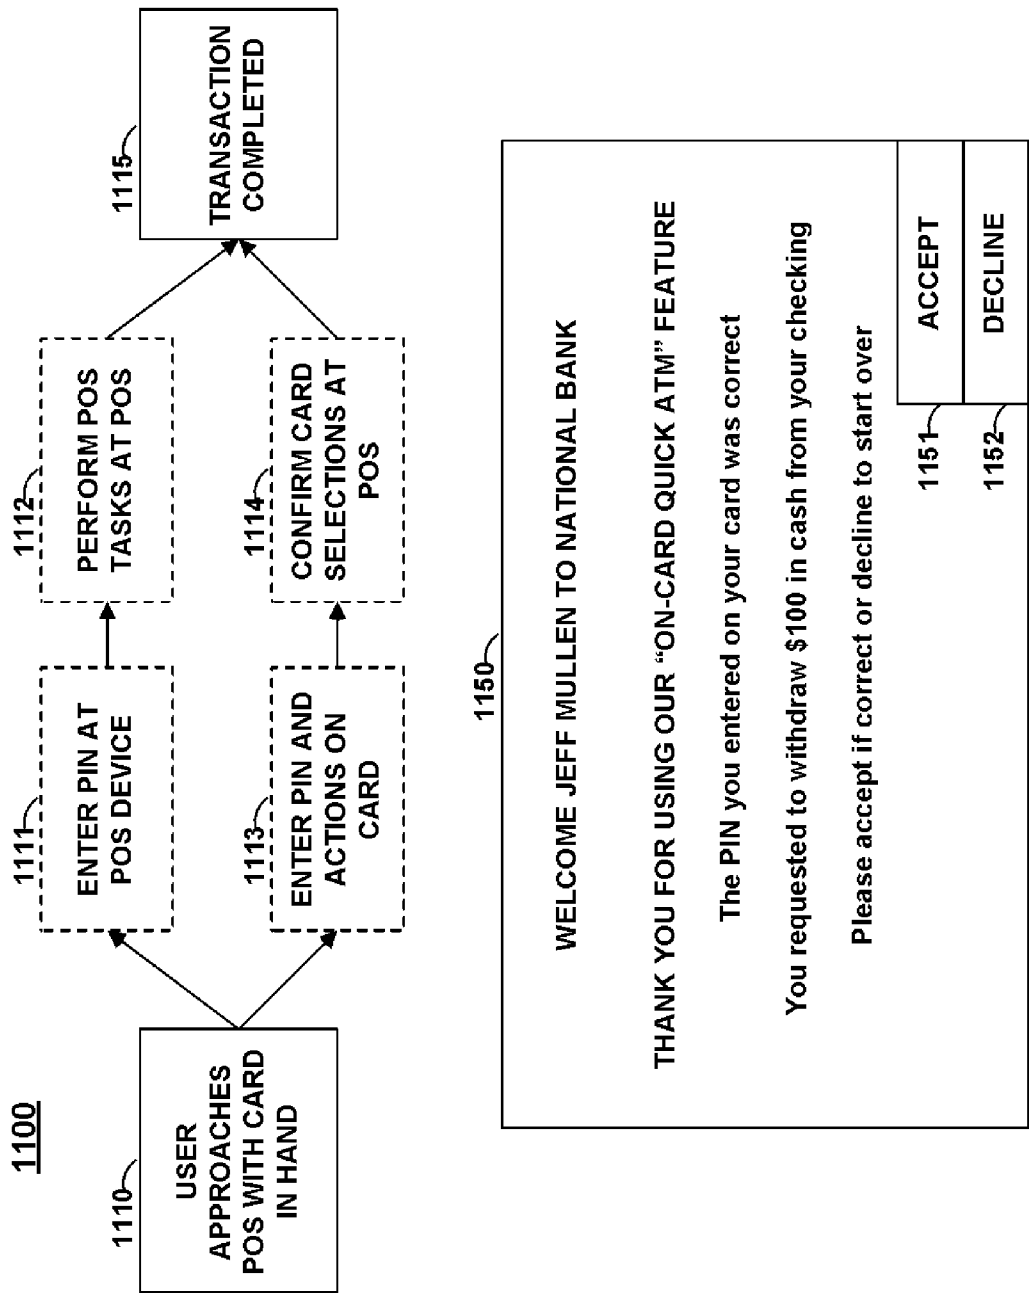 1100
1110
USER
APPROACHES
POS WITH CARD
IN HAND
1111
ENTER PIN AT
POS DEVICE
1112
PERFORM POS
TASKS AT POS
1113
ENTER PIN AND
ACTIONS ON
CARD
1114
CONFIRM CARD
SELECTIONS AT
POS
1115
TRANSACTION
COMPLETED
1150
WELCOME JEFF MULLEN TO NATIONAL BANK
THANK YOU FOR USING OUR “ON-CARD QUICK ATM” FEATURE
The PIN you entered on your card was correct
You requested to withdraw $100 in cash from your checking
Please accept if correct or decline to start over
1151
ACCEPT
1152
DECLINE